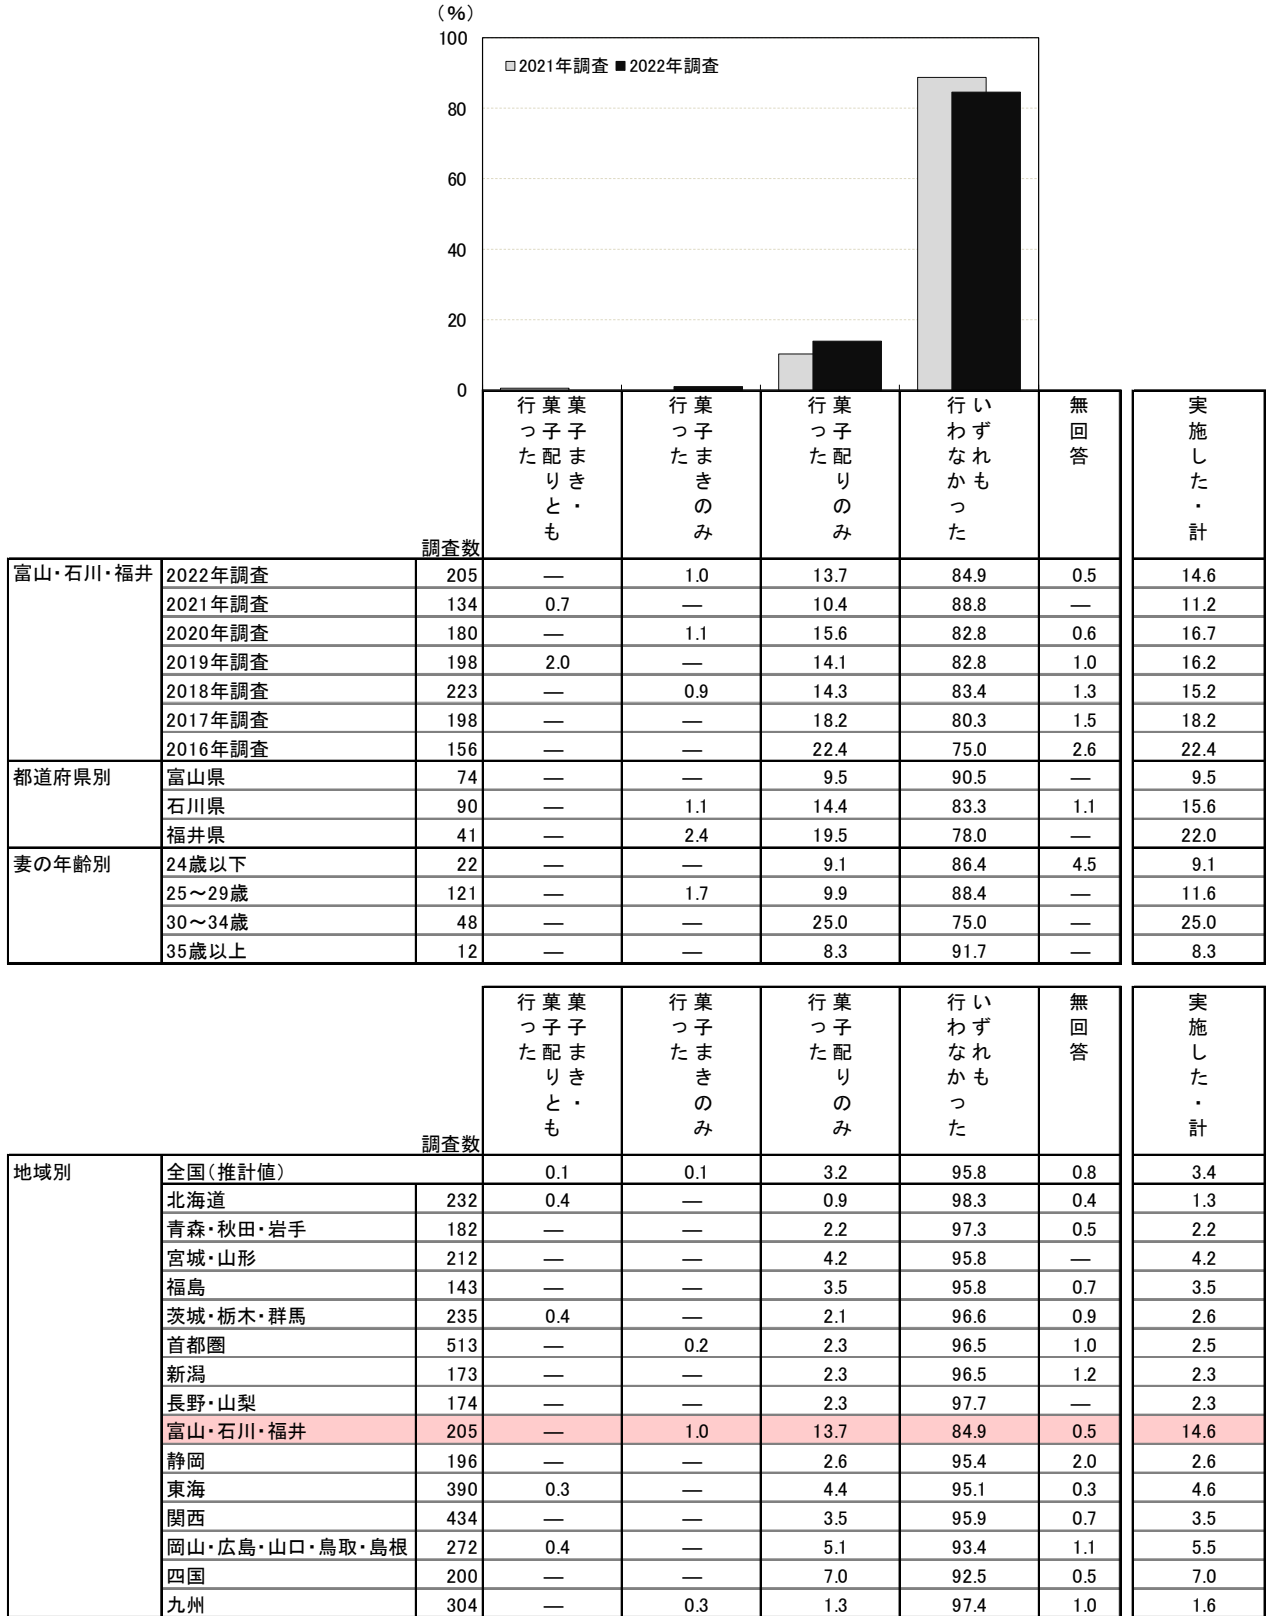 (%)
100
80
60
40
20
0
□2021年調査 ■2022年調査
菓子まき・菓子配りとも行った
菓子まきのみ行った
菓子配りのみ行った
いずれも行わなかった
無回答
実施した・計
調査数
富山・石川・福井 2022年調査 205 — 1.0 13.7 84.9 0.5 14.6
2021年調査 134 0.7 — 10.4 88.8 — 11.2
2020年調査 180 — 1.1 15.6 82.8 0.6 16.7
2019年調査 198 2.0 — 14.1 82.8 1.0 16.2
2018年調査 223 — 0.9 14.3 83.4 1.3 15.2
2017年調査 198 — — 18.2 80.3 1.5 18.2
2016年調査 156 — — 22.4 75.0 2.6 22.4
都道府県別 富山県 74 — — 9.5 90.5 — 9.5
石川県 90 — 1.1 14.4 83.3 1.1 15.6
福井県 41 — 2.4 19.5 78.0 — 22.0
妻の年齢別 24歳以下 22 — — 9.1 86.4 4.5 9.1
25～29歳 121 — 1.7 9.9 88.4 — 11.6
30～34歳 48 — — 25.0 75.0 — 25.0
35歳以上 12 — — 8.3 91.7 — 8.3
菓子まき・菓子配りとも行った
菓子まきのみ行った
菓子配りのみ行った
いずれも行わなかった
無回答
実施した・計
調査数
地域別 全国(推計値) 0.1 0.1 3.2 95.8 0.8 3.4
北海道 232 0.4 — 0.9 98.3 0.4 1.3
青森・秋田・岩手 182 — — 2.2 97.3 0.5 2.2
宮城・山形 212 — — 4.2 95.8 — 4.2
福島 143 — — 3.5 95.8 0.7 3.5
茨城・栃木・群馬 235 0.4 — 2.1 96.6 0.9 2.6
首都圏 513 — 0.2 2.3 96.5 1.0 2.5
新潟 173 — — 2.3 96.5 1.2 2.3
長野・山梨 174 — — 2.3 97.7 — 2.3
富山・石川・福井 205 — 1.0 13.7 84.9 0.5 14.6
静岡 196 — — 2.6 95.4 2.0 2.6
東海 390 0.3 — 4.4 95.1 0.3 4.6
関西 434 — — 3.5 95.9 0.7 3.5
岡山・広島・山口・鳥取・島根 272 0.4 — 5.1 93.4 1.1 5.5
四国 200 — — 7.0 92.5 0.5 7.0
九州 304 — 0.3 1.3 97.4 1.0 1.6